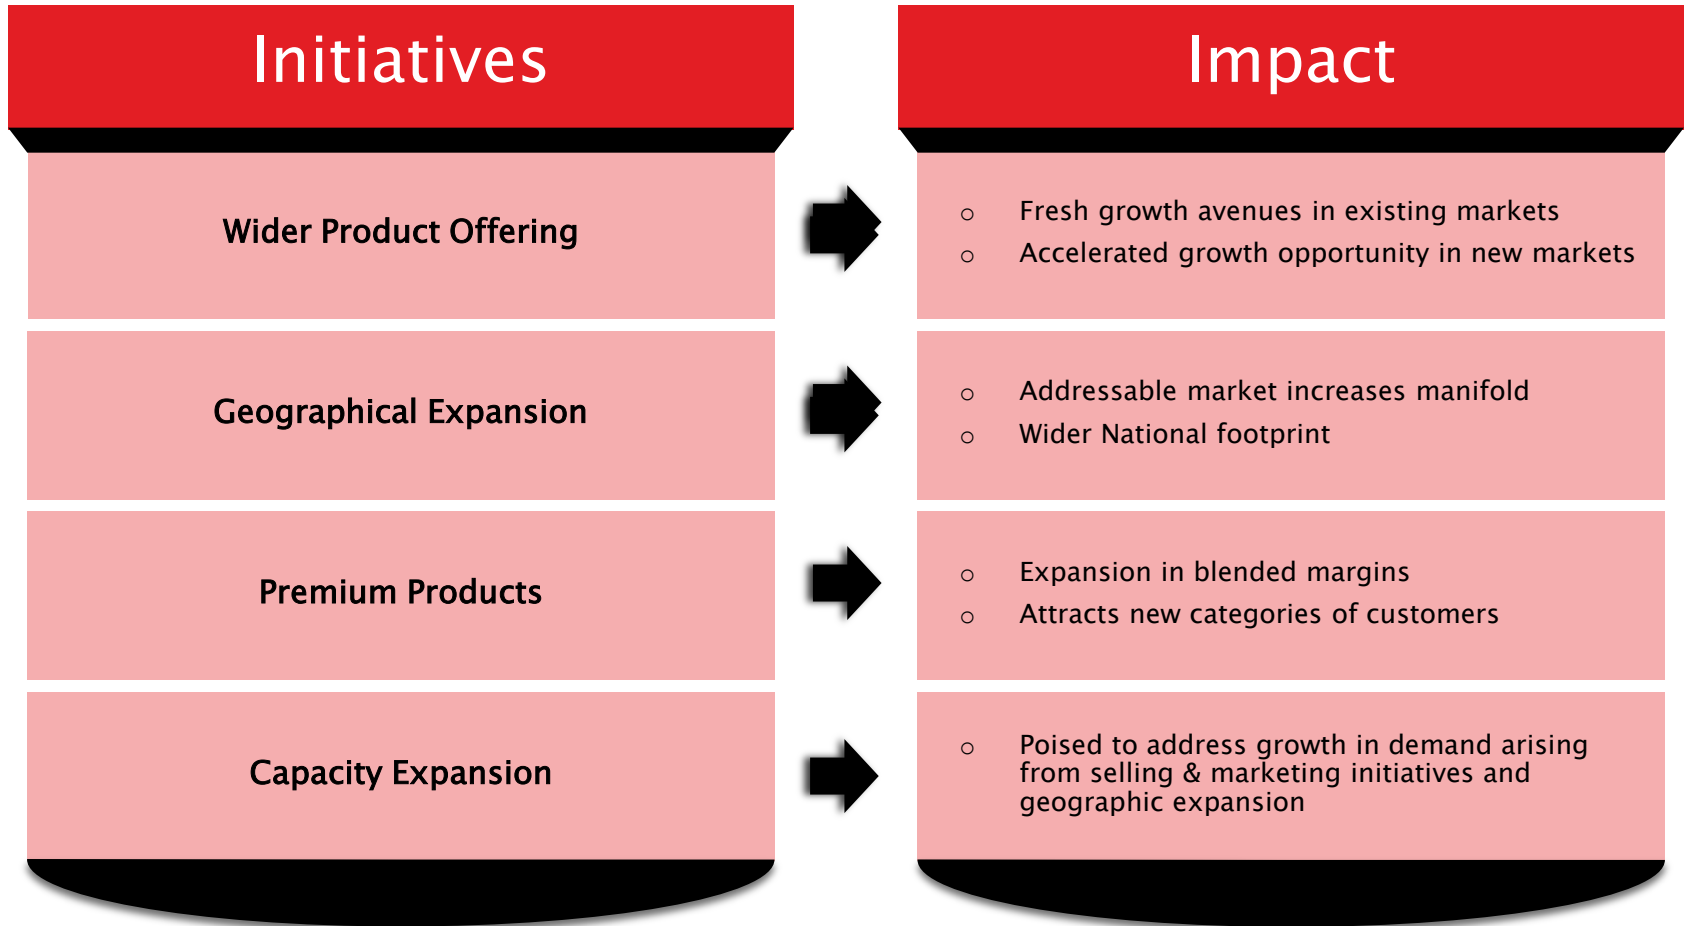 Initiatives
Impact
Wider Product Offering
○ Fresh growth avenues in existing markets
○ Accelerated growth opportunity in new markets
Geographical Expansion
○ Addressable market increases manifold
○ Wider National footprint
Premium Products
○ Expansion in blended margins
○ Attracts new categories of customers
Capacity Expansion
○ Poised to address growth in demand arising
from selling & marketing initiatives and
geographic expansion